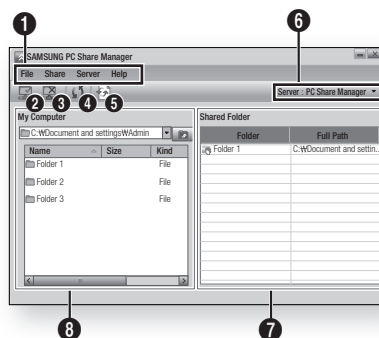 1
6
SAMSUNG PC Share Manager
File Share Server Help
2 3 4 5
Server : PC Share Manager
My Computer
Shared Folder
C:₩Document and settings₩Admin
Folder Full Path
Name Size Kind
Folder 1 C:₩Document and settin..
Folder 1 File
Folder 2 File
Folder 3 File
8
7